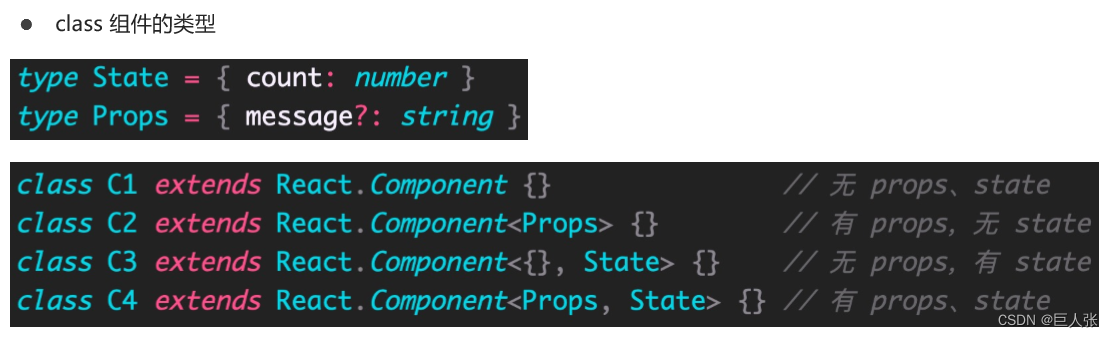 ● class 组件的类型
type State = { count: number }
type Props = { message?: string }
class C1 extends React.Component {} // 无 props、state
class C2 extends React.Component<Props> {} // 有 props, 无 state
class C3 extends React.Component<{}, State> {} // 无 props, 有 state
class C4 extends React.Component<Props, State> {} // 有 props、state
CSDN @巨人张